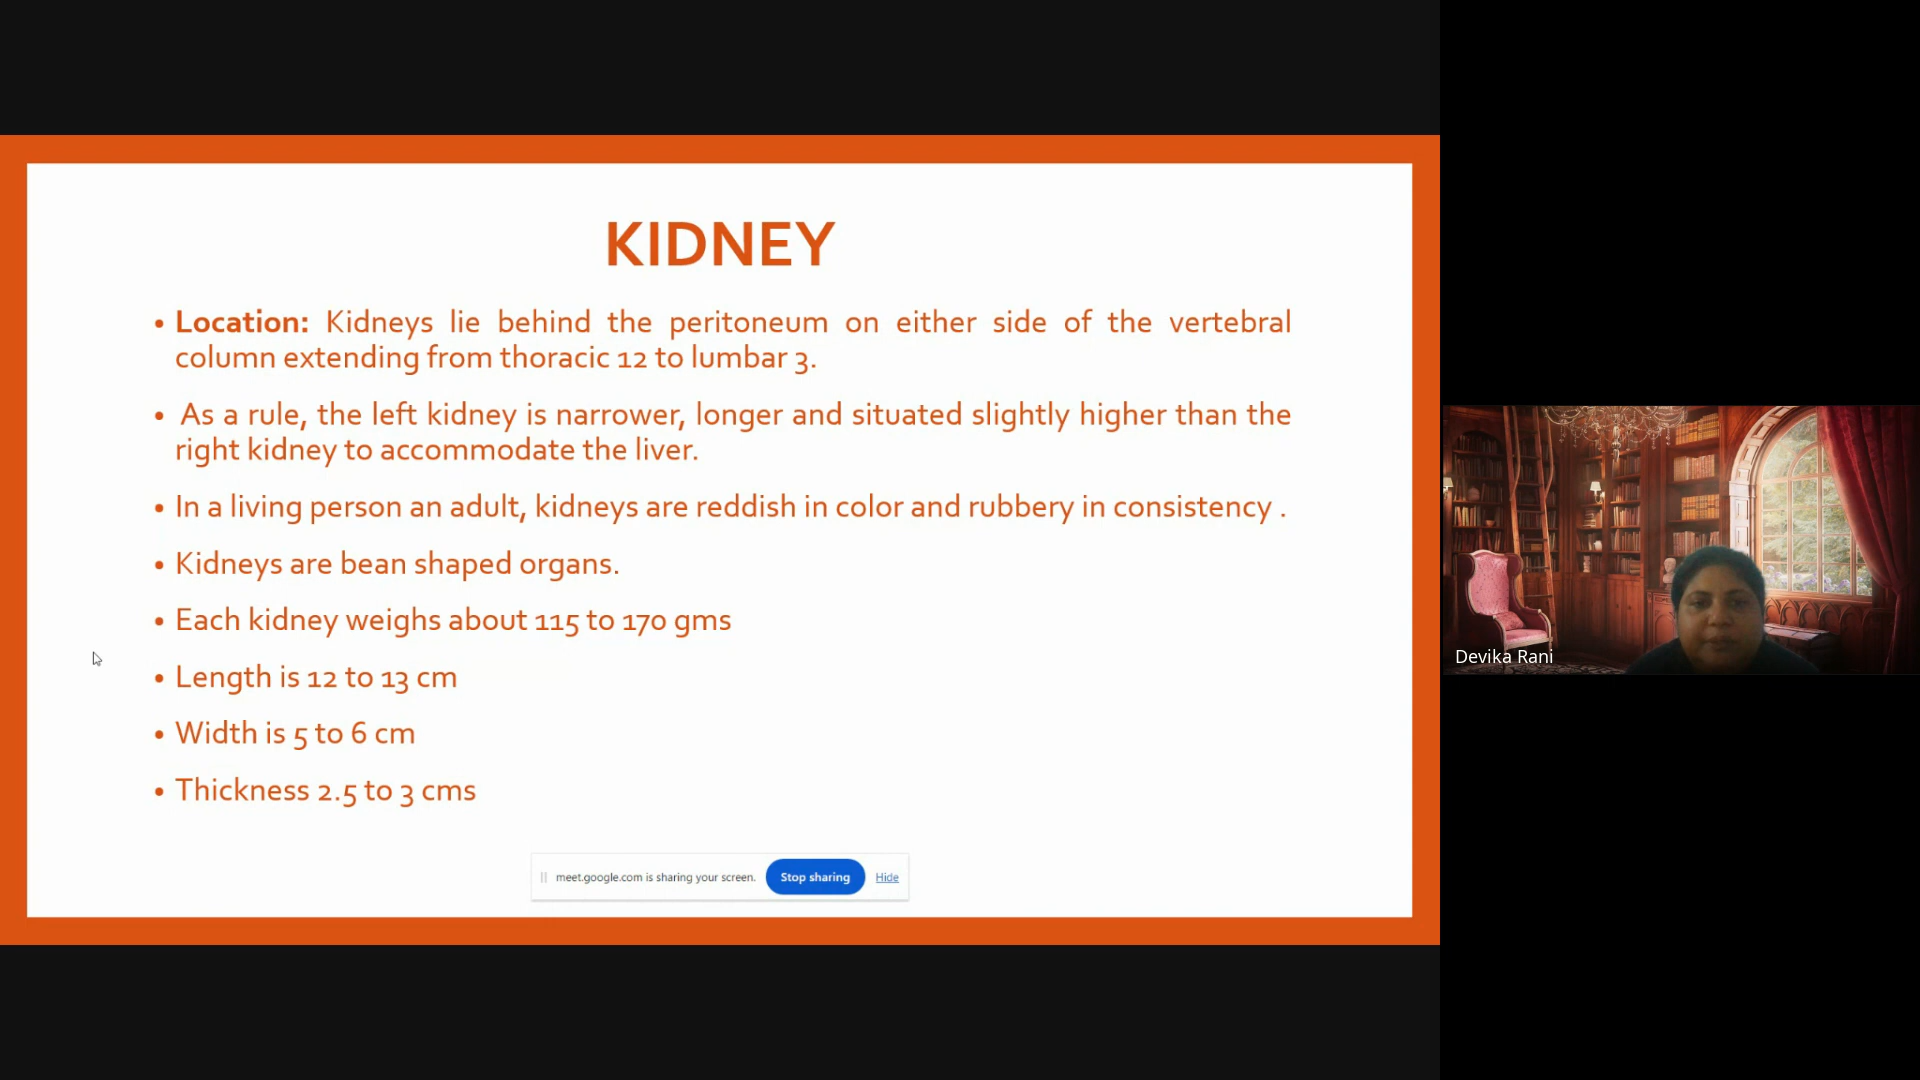 KIDNEY
• Location: Kidneys lie behind the peritoneum on either side of the vertebral
column extending from thoracic 12 to lumbar 3.
• As a rule, the left kidney is narrower, longer and situated slightly higher than the
right kidney to accommodate the liver.
• In a living person an adult, kidneys are reddish in color and rubbery in consistency .
• Kidneys are bean shaped organs.
• Each kidney weighs about 115 to 170 gms
• Length is 12 to 13 cm
• Width is 5 to 6 cm
• Thickness 2.5 to 3 cms
meet.google.com is sharing your screen. Stop sharing Hide
Devika Rani